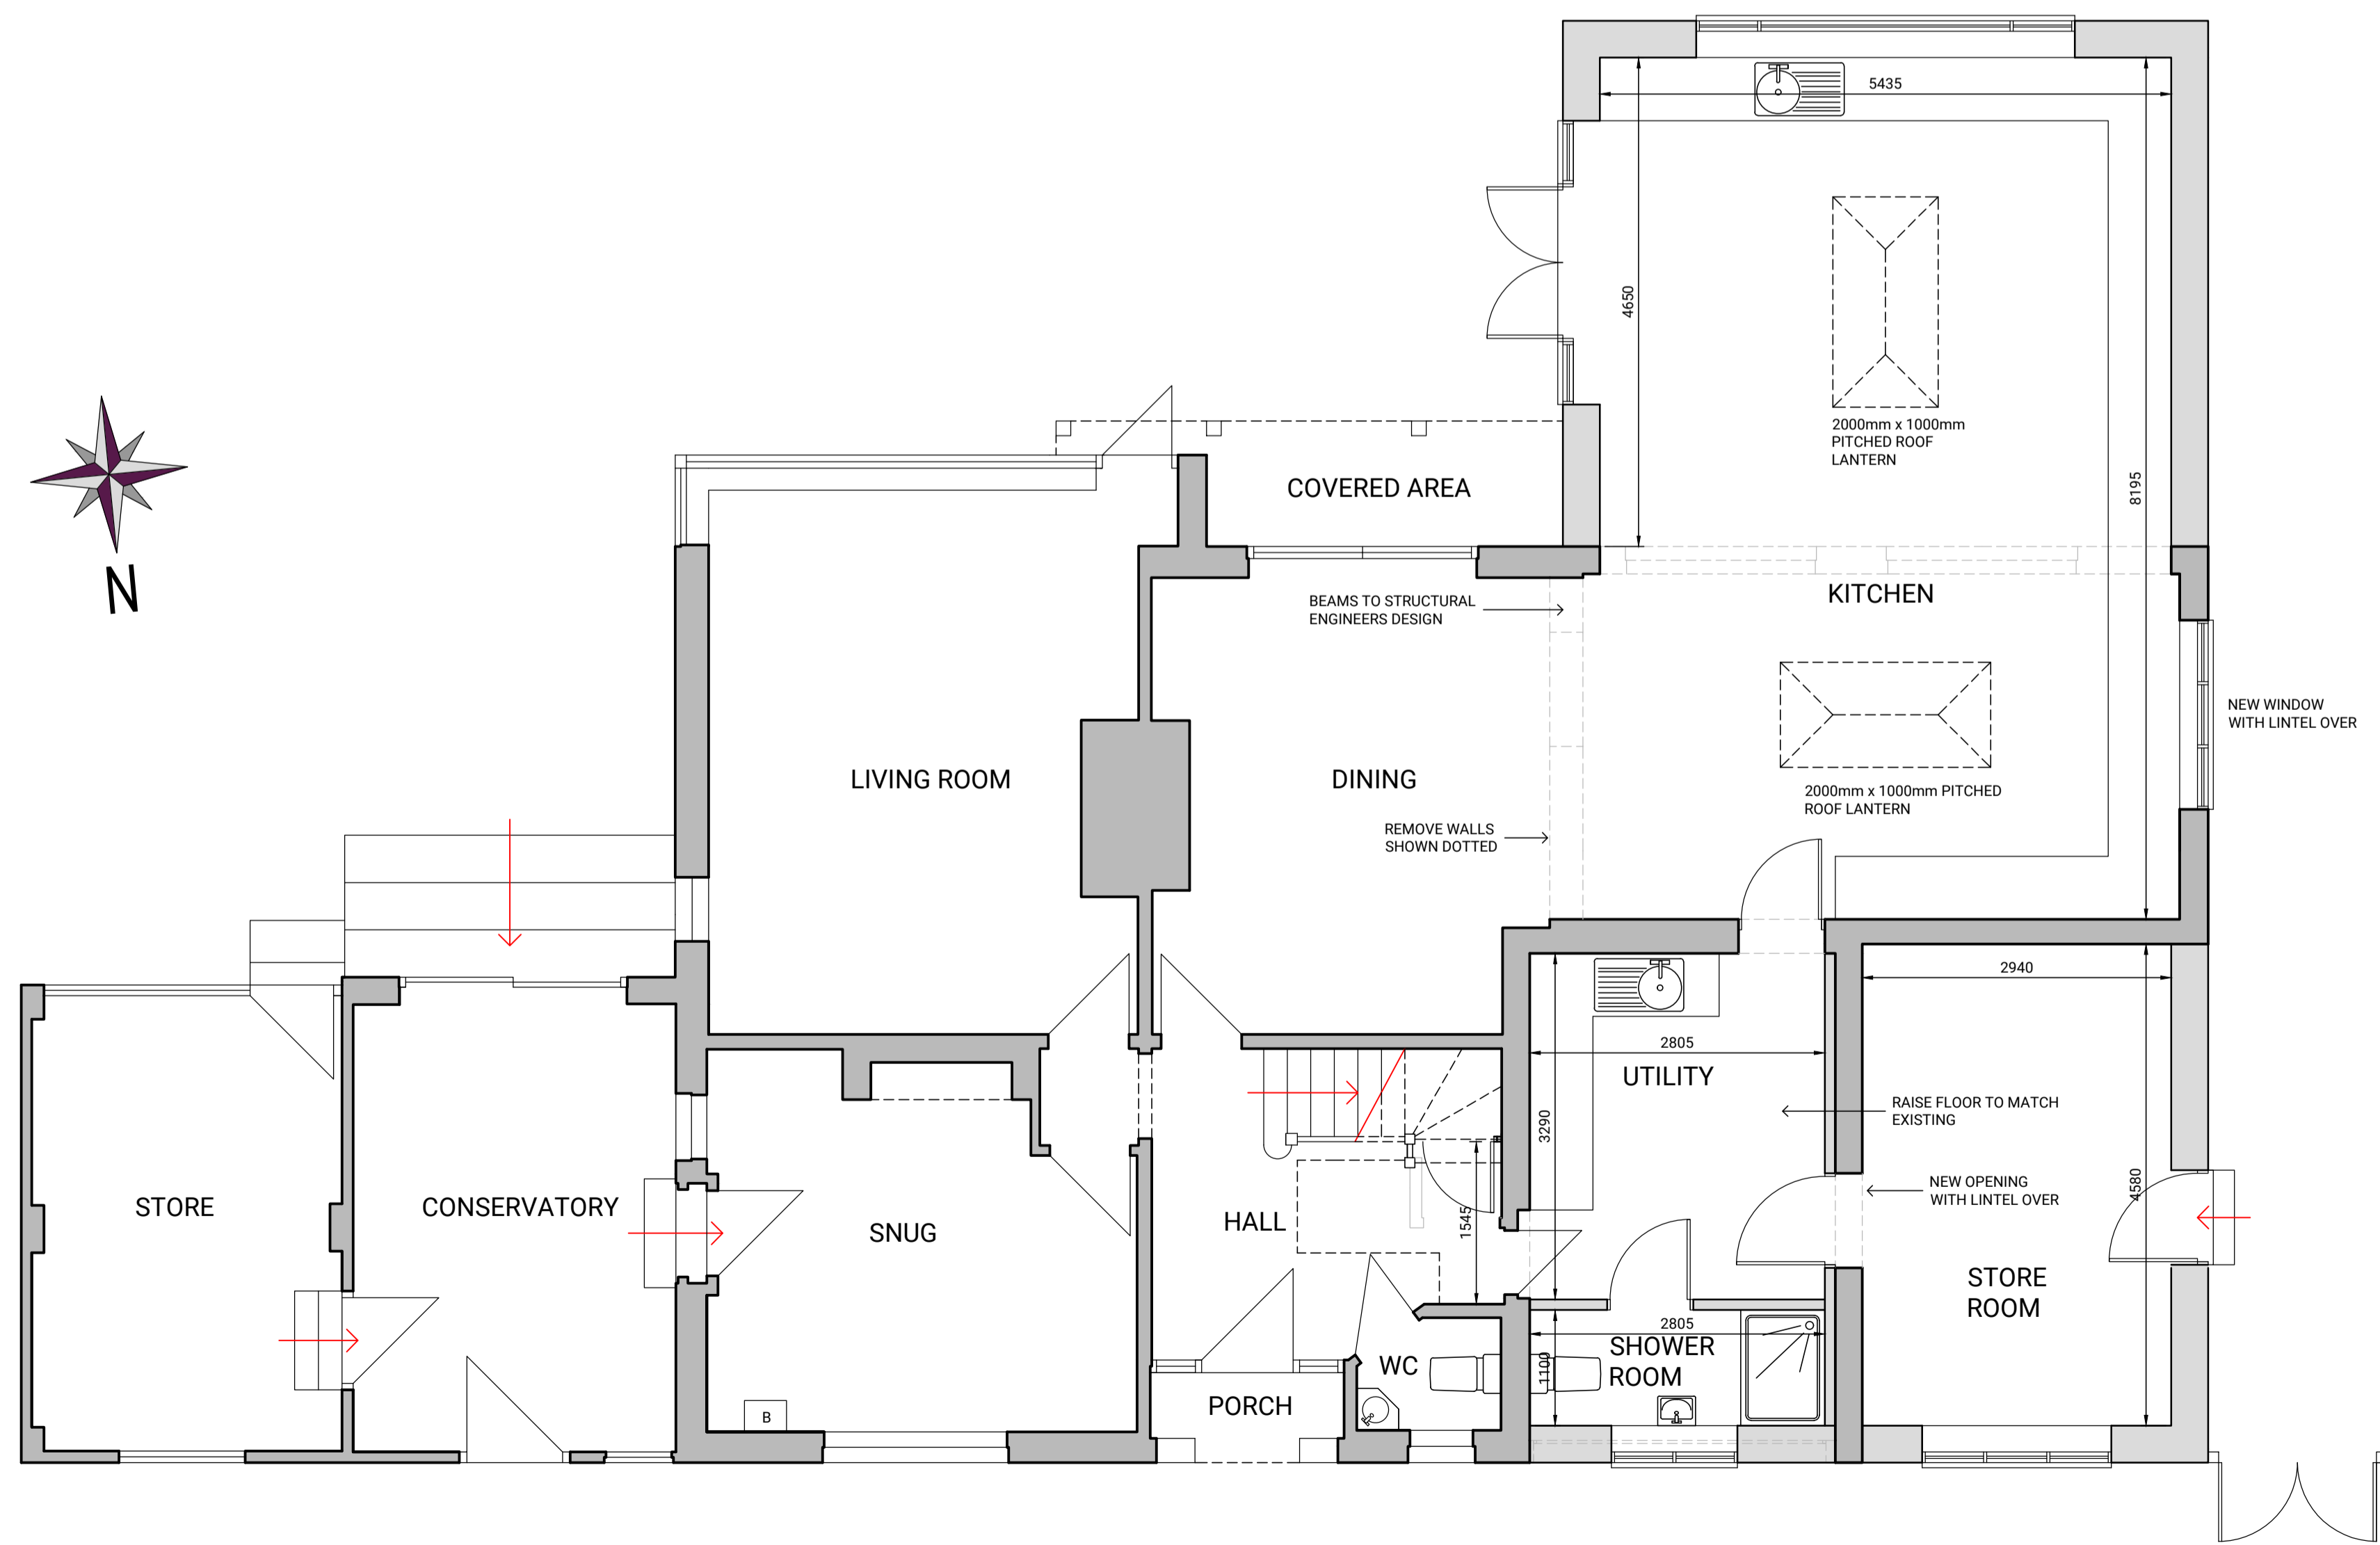 5435
4650
8195
2000mm x 1000mm
PITCHED ROOF
LANTERN
COVERED AREA
N
KITCHEN
BEAMS TO STRUCTURAL
ENGINEERS DESIGN
NEW WINDOW
WITH LINTEL OVER
LIVING ROOM
DINING
2000mm x 1000mm PITCHED
ROOF LANTERN
REMOVE WALLS
SHOWN DOTTED
2940
2805
UTILITY
3290
RAISE FLOOR TO MATCH
EXISTING
NEW OPENING
WITH LINTEL OVER
4580
STORE
CONSERVATORY
SNUG
HALL
1545
STORE
ROOM
2805
SHOWER
ROOM
1100
WC
PORCH
B